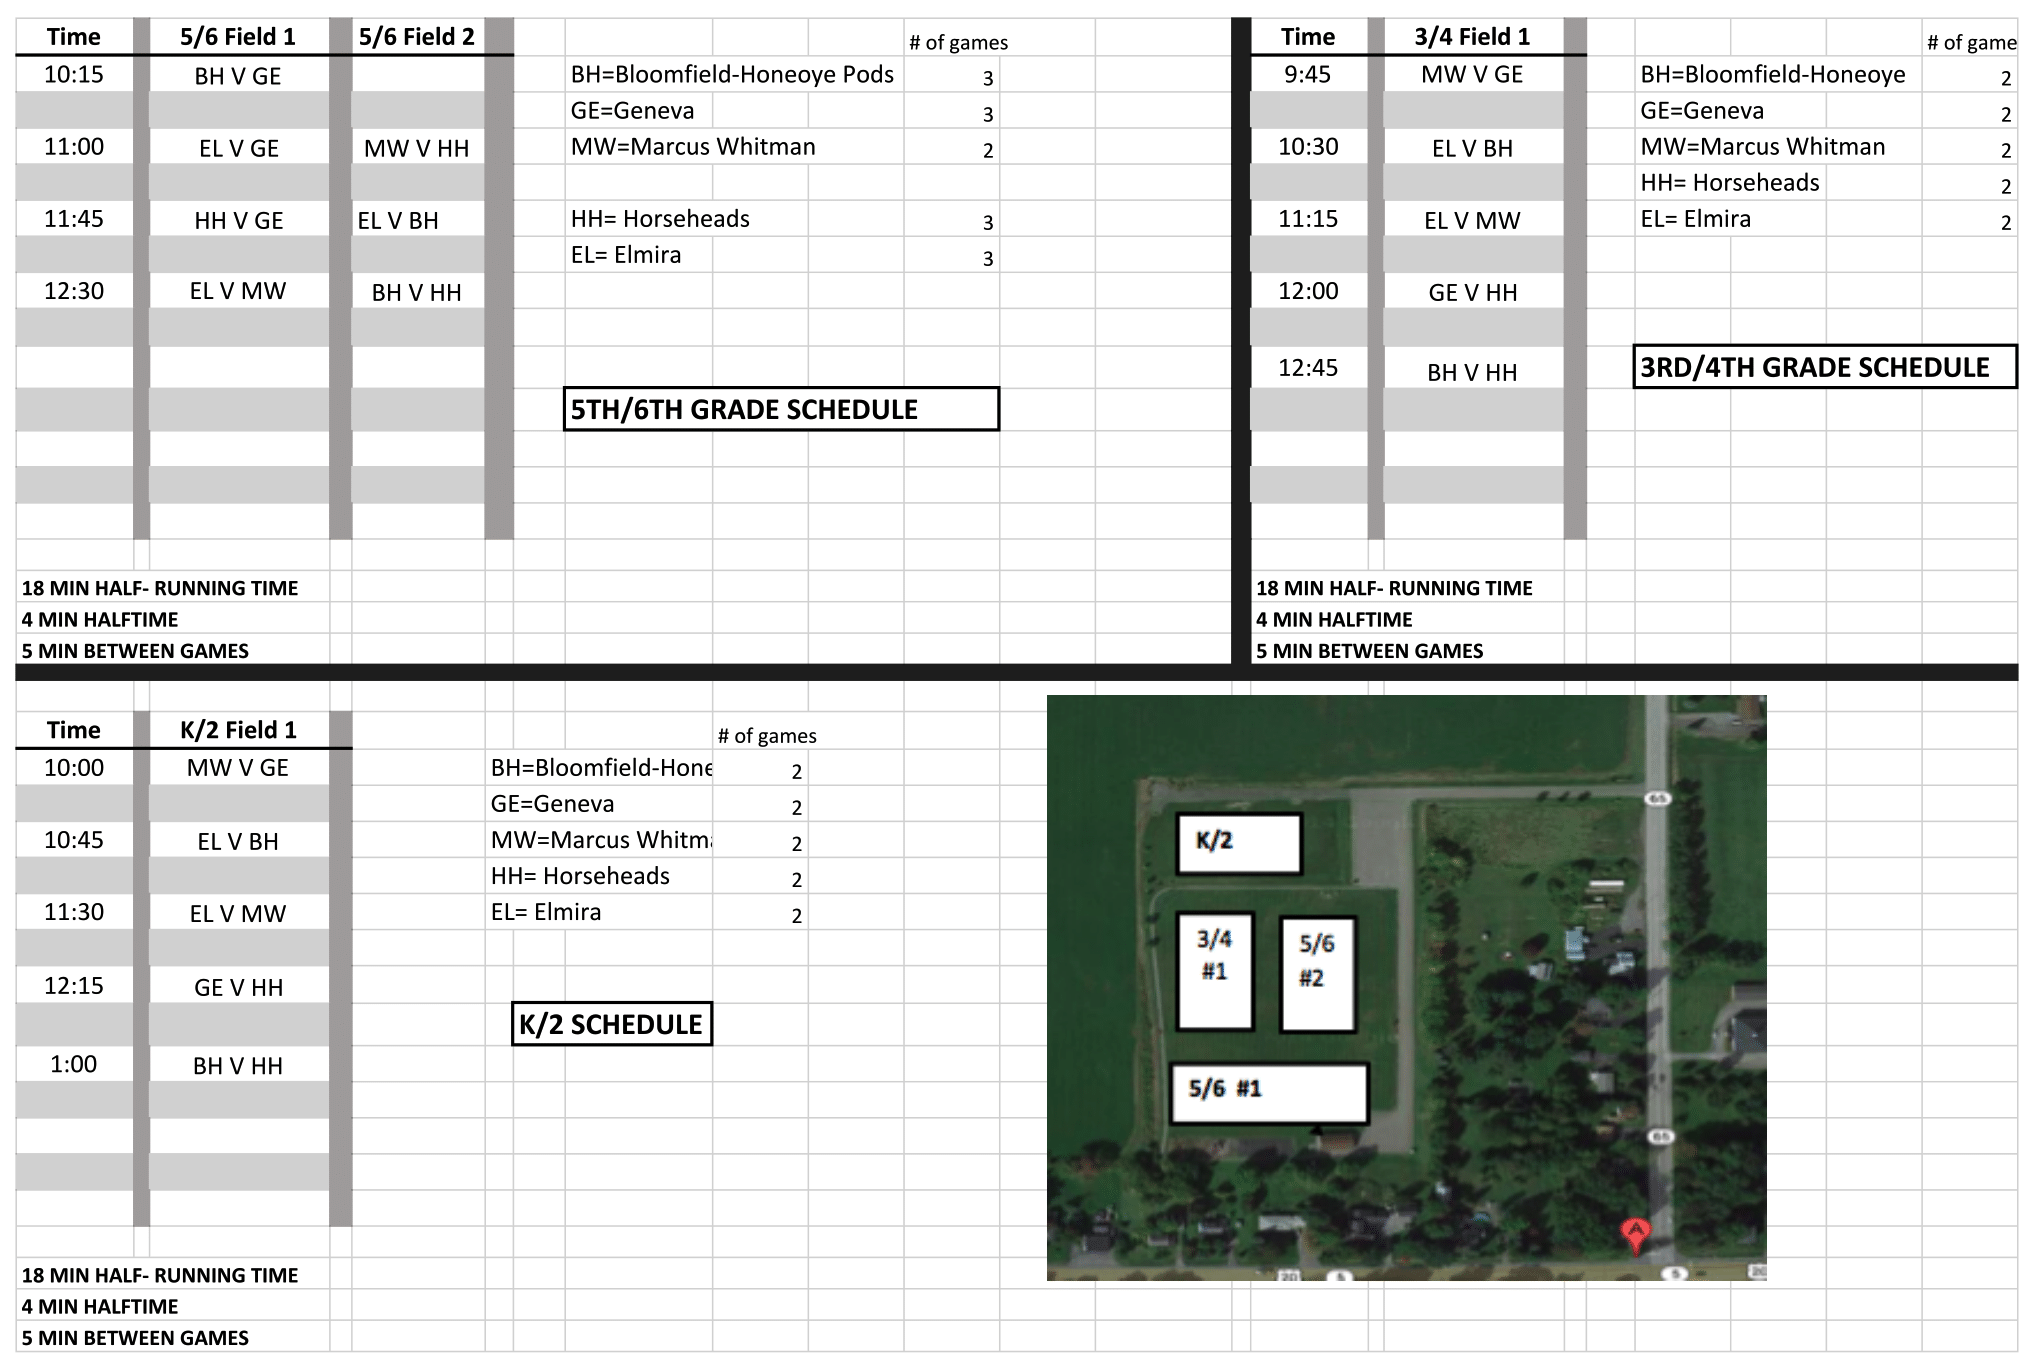 Time 5/6 Field 1 5/6 Field 2 # of games
10:15 BH V GE BH=Bloomfield-Honeoye Pods 3
GE=Geneva 3
11:00 EL V GE MW V HH MW=Marcus Whitman 2
11:45 HH V GE EL V BH HH= Horseheads 3
EL= Elmira 3
12:30 EL V MW BH V HH
5TH/6TH GRADE SCHEDULE
18 MIN HALF- RUNNING TIME
4 MIN HALFTIME
5 MIN BETWEEN GAMES
Time 3/4 Field 1 # of game
9:45 MW V GE BH=Bloomfield-Honeoye 2
GE=Geneva 2
10:30 EL V BH MW=Marcus Whitman 2
HH= Horseheads 2
11:15 EL V MW EL= Elmira 2
12:00 GE V HH
12:45 BH V HH 3RD/4TH GRADE SCHEDULE
18 MIN HALF- RUNNING TIME
4 MIN HALFTIME
5 MIN BETWEEN GAMES
Time K/2 Field 1 # of games
10:00 MW V GE BH=Bloomfield-Hone 2
GE=Geneva 2
10:45 EL V BH MW=Marcus Whitm 2
HH= Horseheads 2
11:30 EL V MW EL= Elmira 2
12:15 GE V HH
K/2 SCHEDULE
1:00 BH V HH
18 MIN HALF- RUNNING TIME
4 MIN HALFTIME
5 MIN BETWEEN GAMES
65
K/2
3/4 5/6
#1 #2
5/6 #1
65
A
20 5 5 20